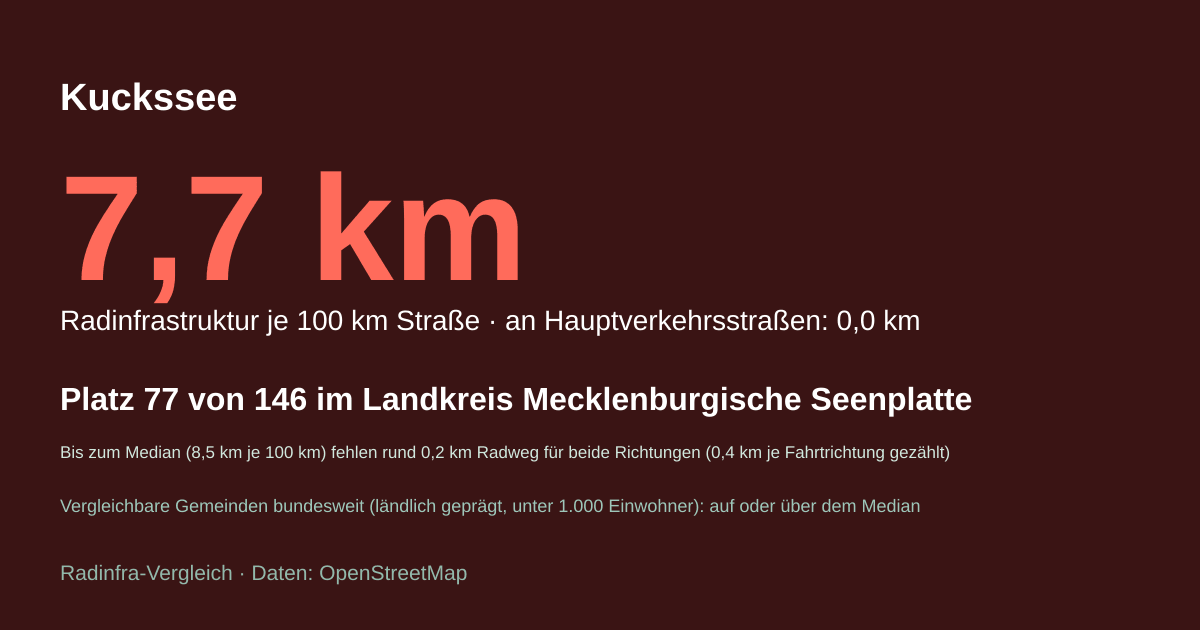 Kuckssee
7,7 km
Radinfrastruktur je 100 km Straße · an Hauptverkehrsstraßen: 0,0 km
Platz 77 von 146 im Landkreis Mecklenburgische Seenplatte
Bis zum Median (8,5 km je 100 km) fehlen rund 0,2 km Radweg für beide Richtungen (0,4 km je Fahrtrichtung gezählt)
Vergleichbare Gemeinden bundesweit (ländlich geprägt, unter 1.000 Einwohner): auf oder über dem Median
Radinfra-Vergleich · Daten: OpenStreetMap